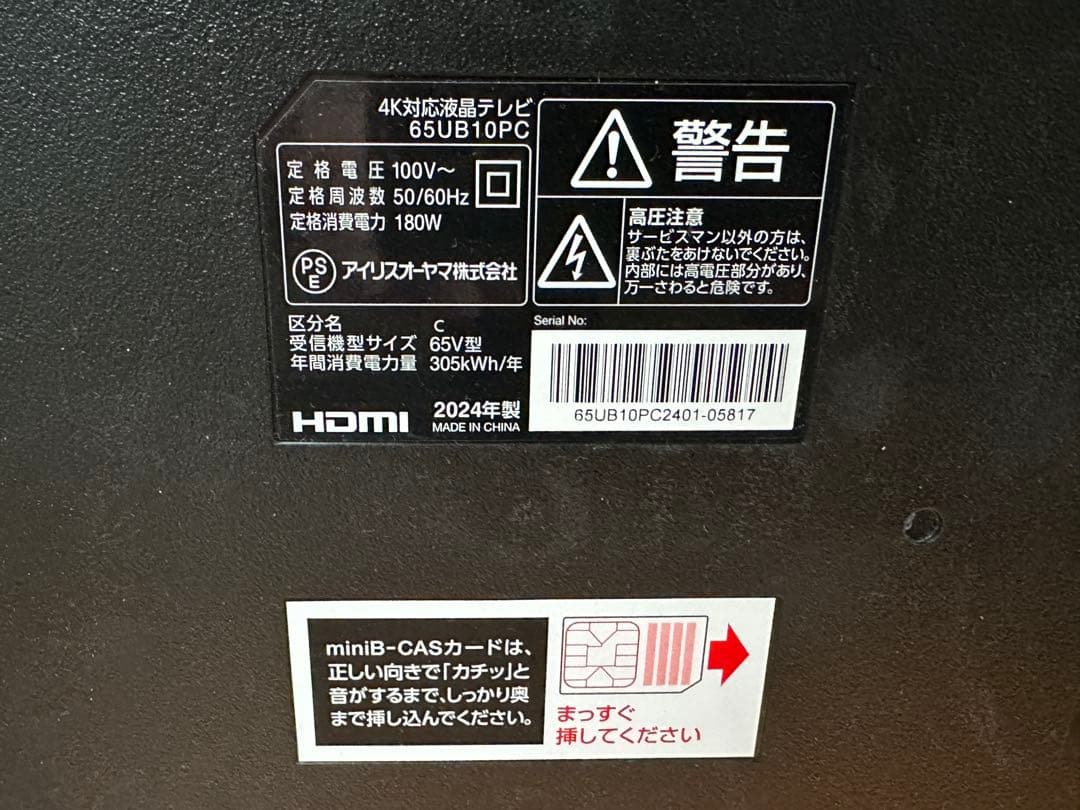 4K対応液晶テレビ
65UB10PC
定格電圧 100V～
定格周波数 50/60Hz
定格消費電力 180W
PSE アイリスオーヤマ株式会社
警告
高圧注意
サービスマン以外の方は、
裏ぶたをあけないでください。
内部には高電圧部分があり、
万一さわると危険です。
区分名 C
受信機型サイズ 65V型
年間消費電力量 305kWh/年
HDMI
2024年製
MADE IN CHINA
Serial No:
65UB10PC2401-05817
miniB-CASカードは、
正しい向きで「カチッ」と
音がするまで、しっかり奥
まで挿し込んでください。
まっすぐ
挿してください